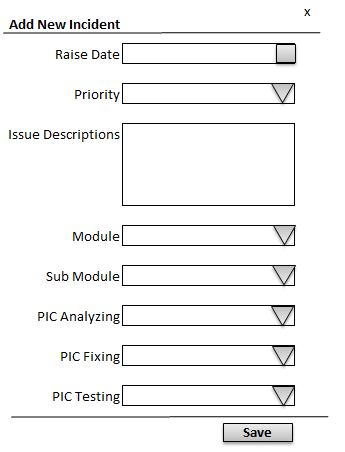 x
Add New Incident
Raise Date
Priority
Issue Descriptions
Module
Sub Module
PIC Analyzing
PIC Fixing
PIC Testing
Save